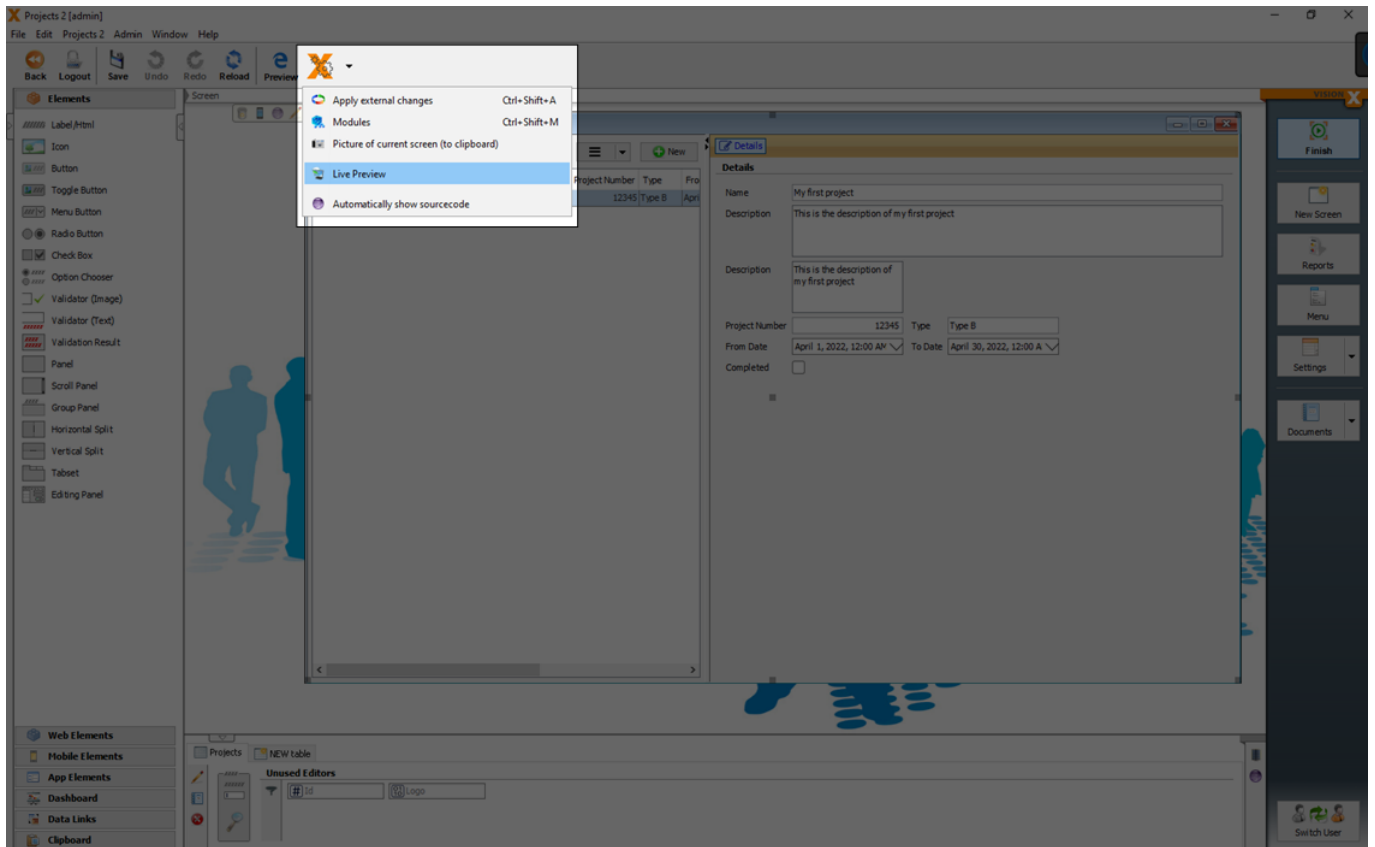 Projects 2 [admin]
File Edit Projects 2 Admin Window Help
Back Logout Save Undo Redo Reload Preview
Apply external changes Ctrl+Shift+A
Modules Ctrl+Shift+M
Picture of current screen (to clipboard)
Live Preview
Automatically show sourcecode
Elements
Label/Html
Icon
Button
Toggle Button
Menu Button
Radio Button
Check Box
Option Chooser
Validator (Image)
Validator (Text)
Validation Result
Panel
Scroll Panel
Group Panel
Horizontal Split
Vertical Split
Tabset
Editing Panel
Web Elements
Mobile Elements
App Elements
Dashboard
Data Links
Clipboard
Screen
New
Project Number Type Fro
12345 Type B Apri
Details
Details
Name My first project
Description This is the description of my first project
Description This is the description of
my first project
Project Number 12345 Type Type B
From Date April 1, 2022, 12:00 AM To Date April 30, 2022, 12:00 A
Completed
Projects NEW table
Unused Editors
Id Logo
VISION X
Finish
New Screen
Reports
Menu
Settings
Documents
Switch User